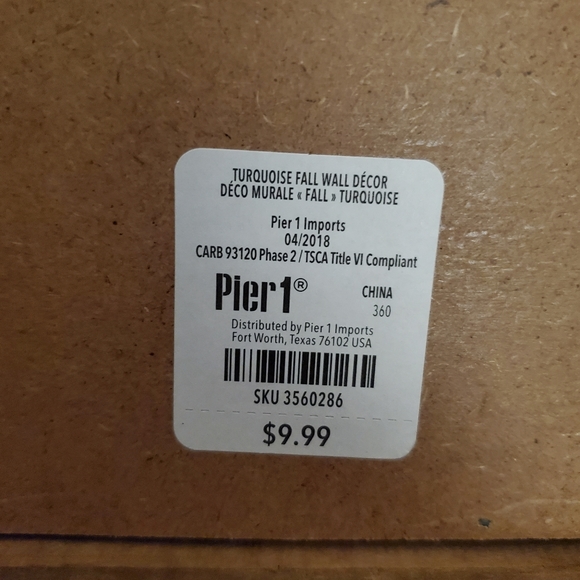 TURQUOISE FALL WALL DÉCOR
DÉCO MURALE « FALL » TURQUOISE
Pier 1 Imports
04/2018
CARB 93120 Phase 2 / TSCA Title VI Compliant
Pier1® CHINA
360
Distributed by Pier 1 Imports
Fort Worth, Texas 76102 USA
SKU 3560286
$9.99